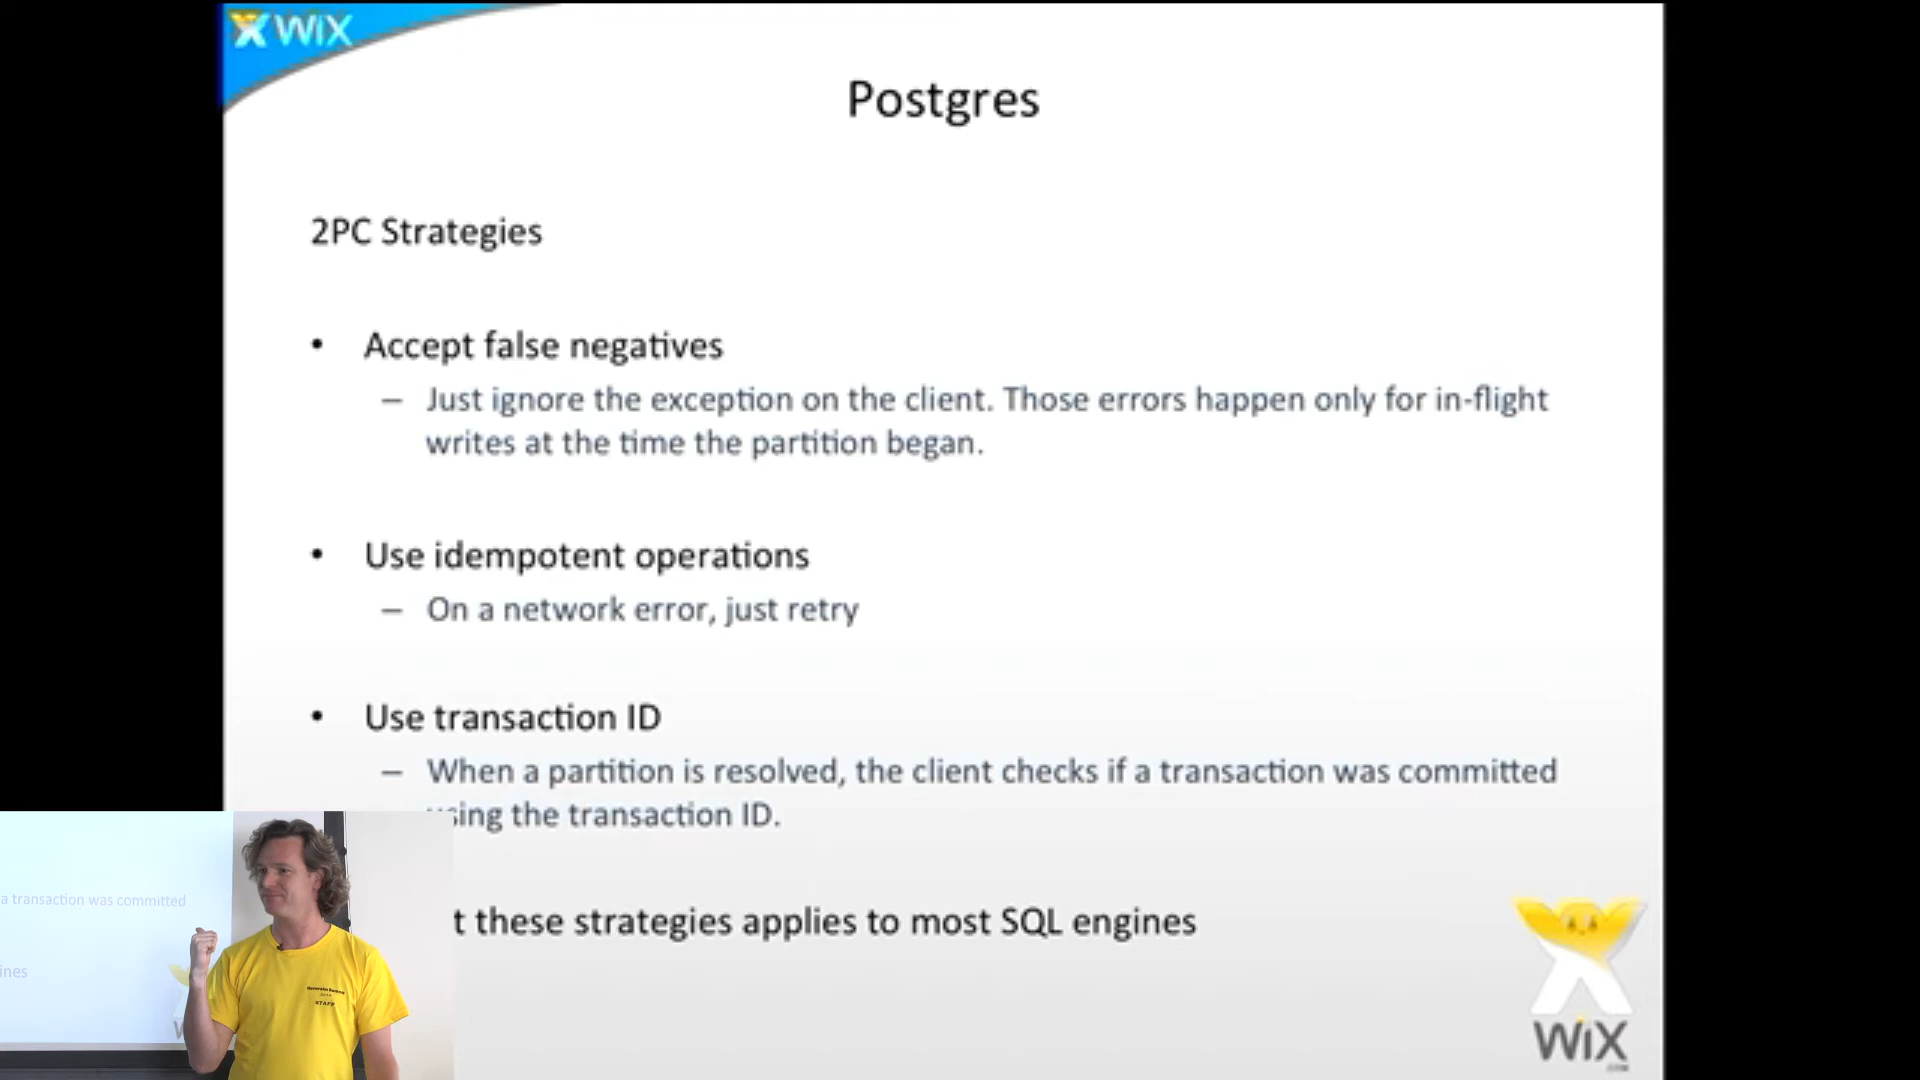 WiX
Postgres
2PC Strategies
• Accept false negatives
– Just ignore the exception on the client. Those errors happen only for in-flight
writes at the time the partition began.
• Use idempotent operations
– On a network error, just retry
• Use transaction ID
– When a partition is resolved, the client checks if a transaction was committed
sing the transaction ID.
t these strategies applies to most SQL engines
a transaction was committed
ines
STAFF
WiX
.COM